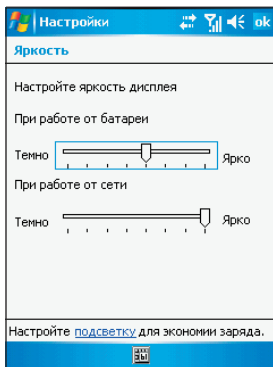 Настройки ok
Яркость
Настройте яркость дисплея
При работе от батареи
Темно Ярко
При работе от сети
Темно Ярко
Настройте подсветку для экономии заряда.